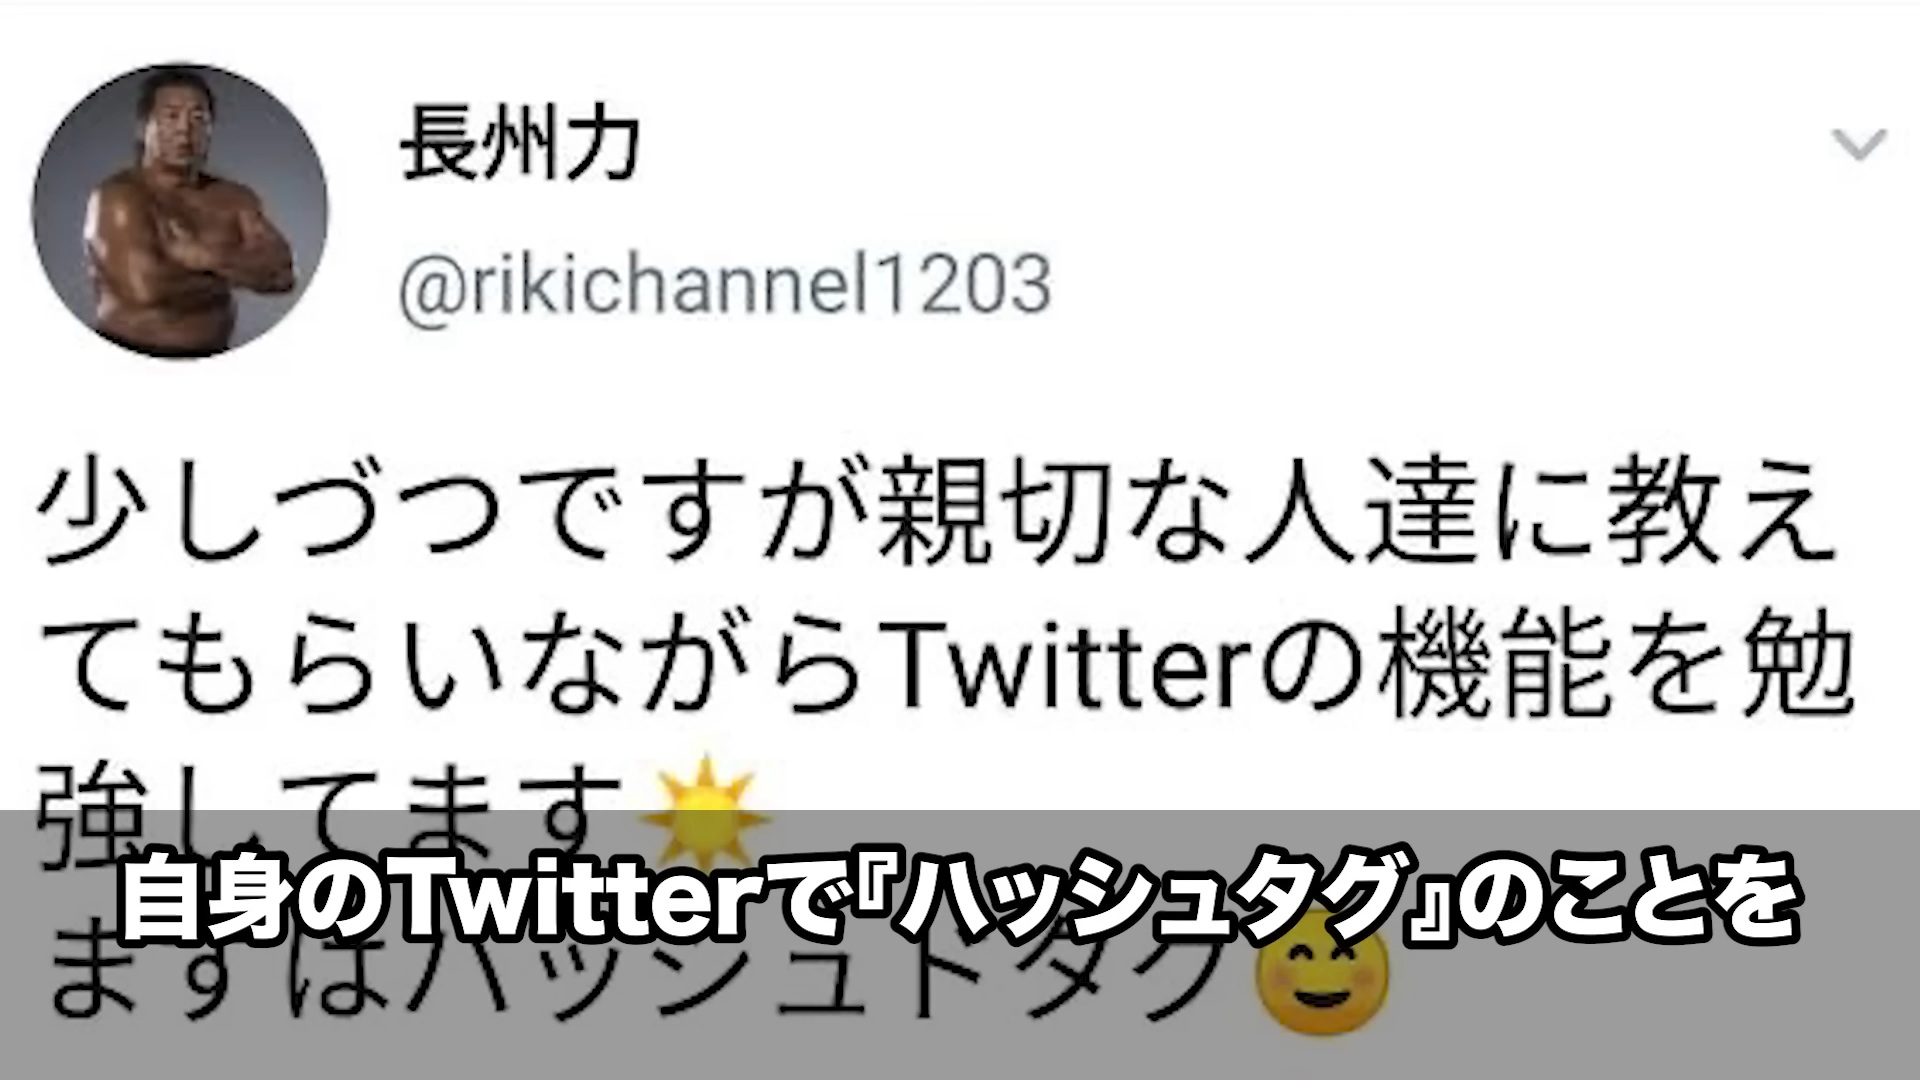 長州力
@rikichannel1203
少しづつですが親切な人達に教え
てもらいながらTwitterの機能を勉
強してます☀
自身のTwitterで『ハッシュタグ』のことを
まずはハッシュドタグ😊